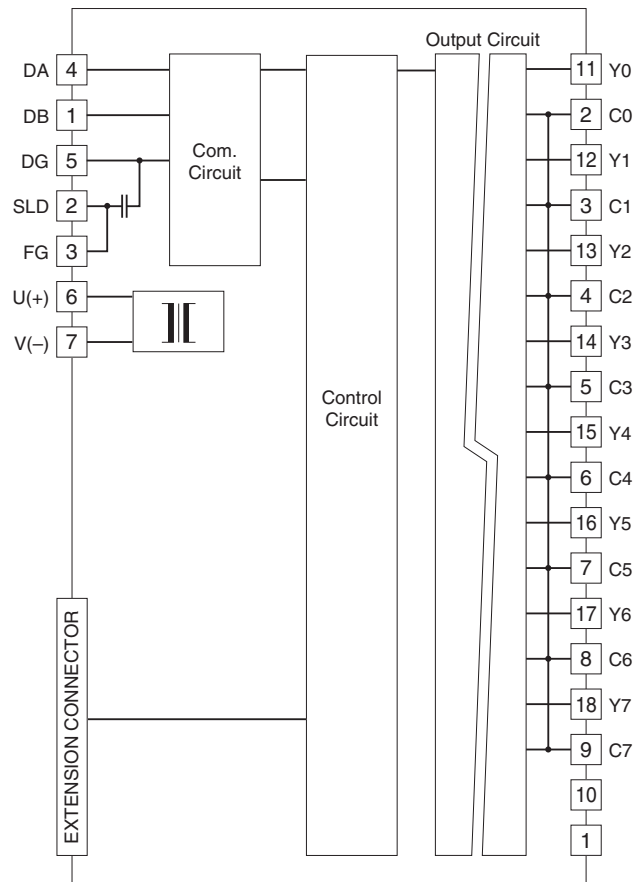 Output Circuit
DA 4
DB 1
DG 5
SLD 2
FG 3
U(+) 6
V(–) 7
EXTENSION CONNECTOR
Com.
Circuit
Control
Circuit
11 Y0
2 C0
12 Y1
3 C1
13 Y2
4 C2
14 Y3
5 C3
15 Y4
6 C4
16 Y5
7 C5
17 Y6
8 C6
18 Y7
9 C7
10
1